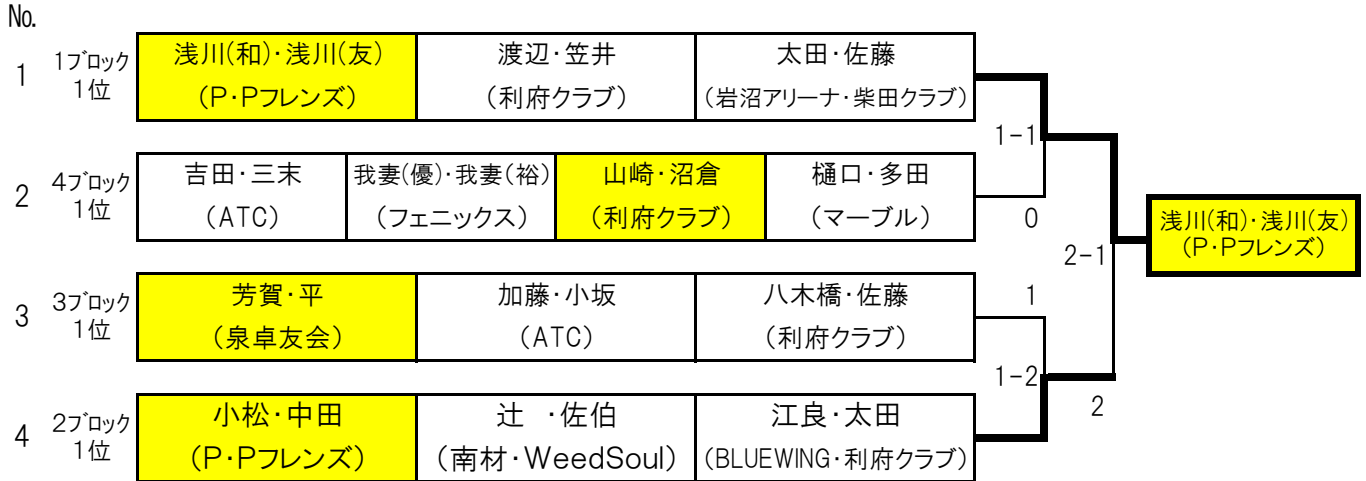 No.
1 1ブロック 1位 浅川(和)・浅川(友) 渡辺・笠井 太田・佐藤
(P・Pフレンズ) (利府クラブ) (岩沼アリーナ・柴田クラブ)
1-1
2 4ブロック 1位 吉田・三末 我妻(優)・我妻(裕) 山崎・沼倉 樋口・多田
(ATC) (フェニックス) (利府クラブ) (マーブル)
0
浅川(和)・浅川(友)
(P・Pフレンズ)
2-1
3 3ブロック 1位 芳賀・平 加藤・小坂 八木橋・佐藤
(泉卓友会) (ATC) (利府クラブ)
1
1-2
2
4 2ブロック 1位 小松・中田 辻 ・佐伯 江良・太田
(P・Pフレンズ) (南材・WeedSoul) (BLUEWING・利府クラブ)